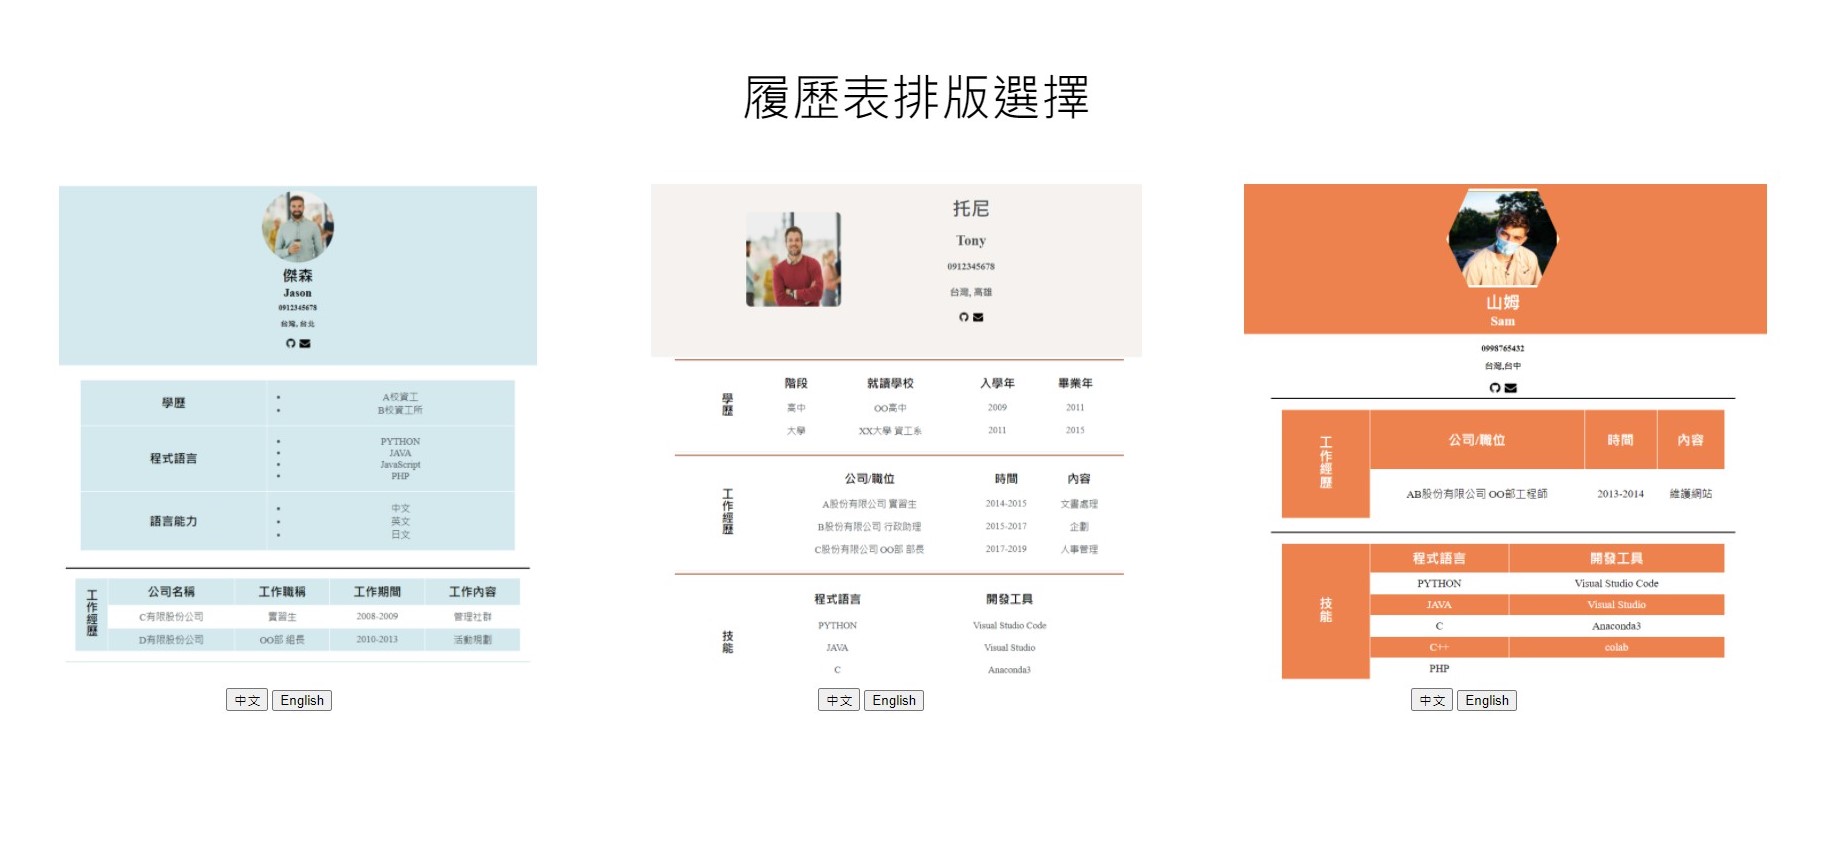 履歷表排版選擇
傑森
Jason
0912345678
台灣, 台北
學歷
A校資工
B校資工所
程式語言
PYTHON
JAVA
JavaScript
PHP
語言能力
中文
英文
日文
工作經歷
公司名稱 工作職稱 工作期間 工作內容
C有限股份公司 實習生 2008-2009 管理社群
D有限股份公司 OO部 組長 2010-2013 活動規劃
中文 English
托尼
Tony
0912345678
台灣, 高雄
學歷
階段 就讀學校 入學年 畢業年
高中 OO高中 2009 2011
大學 XX大學 資工系 2011 2015
工作經歷
公司/職位 時間 內容
A股份有限公司 實習生 2014-2015 文書處理
B股份有限公司 行政助理 2015-2017 企劃
C股份有限公司 OO部 部長 2017-2019 人事管理
技能
程式語言 開發工具
PYTHON Visual Studio Code
JAVA Visual Studio
C Anaconda3
中文 English
山姆
Sam
0998765432
台灣,台中
工作經歷
公司/職位 時間 內容
AB股份有限公司 OO部工程師 2013-2014 維護網站
技能
程式語言 開發工具
PYTHON Visual Studio Code
JAVA Visual Studio
C Anaconda3
C++ colab
PHP
中文 English